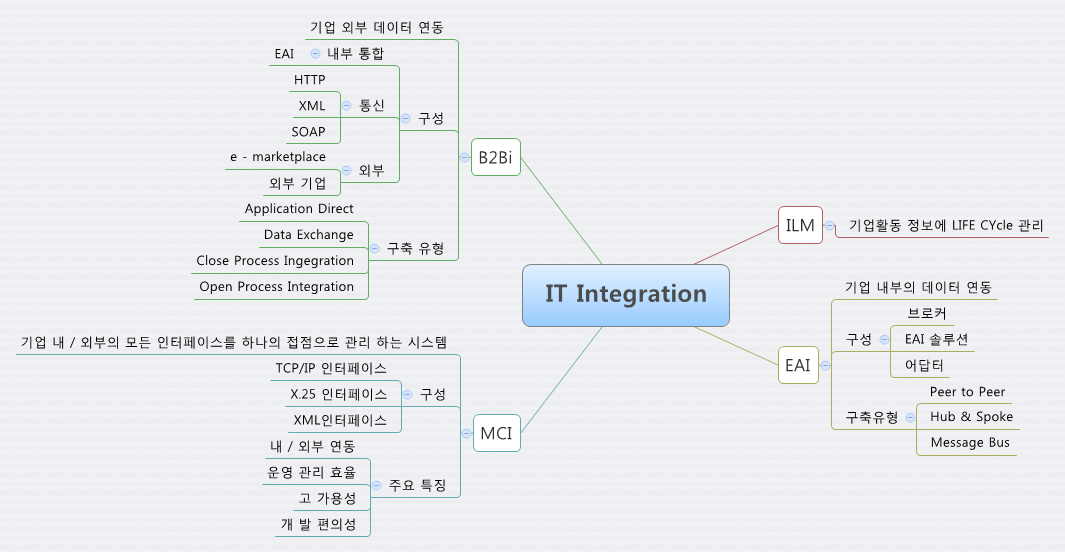 IT Integration
B2Bi
기업 외부 데이터 연동
구성
내부 통합
EAI
통신
HTTP
XML
SOAP
외부
e - marketplace
외부 기업
구축 유형
Application Direct
Data Exchange
Close Process Ingegration
Open Process Integration
MCI
기업 내 / 외부의 모든 인터페이스를 하나의 접점으로 관리 하는 시스템
구성
TCP/IP 인터페이스
X.25 인터페이스
XML인터페이스
주요 특징
내 / 외부 연동
운영 관리 효율
고 가용성
개 발 편의성
ILM
기업활동 정보에 LIFE CYcle 관리
EAI
기업 내부의 데이터 연동
구성
브로커
EAI 솔루션
어답터
구축유형
Peer to Peer
Hub & Spoke
Message Bus